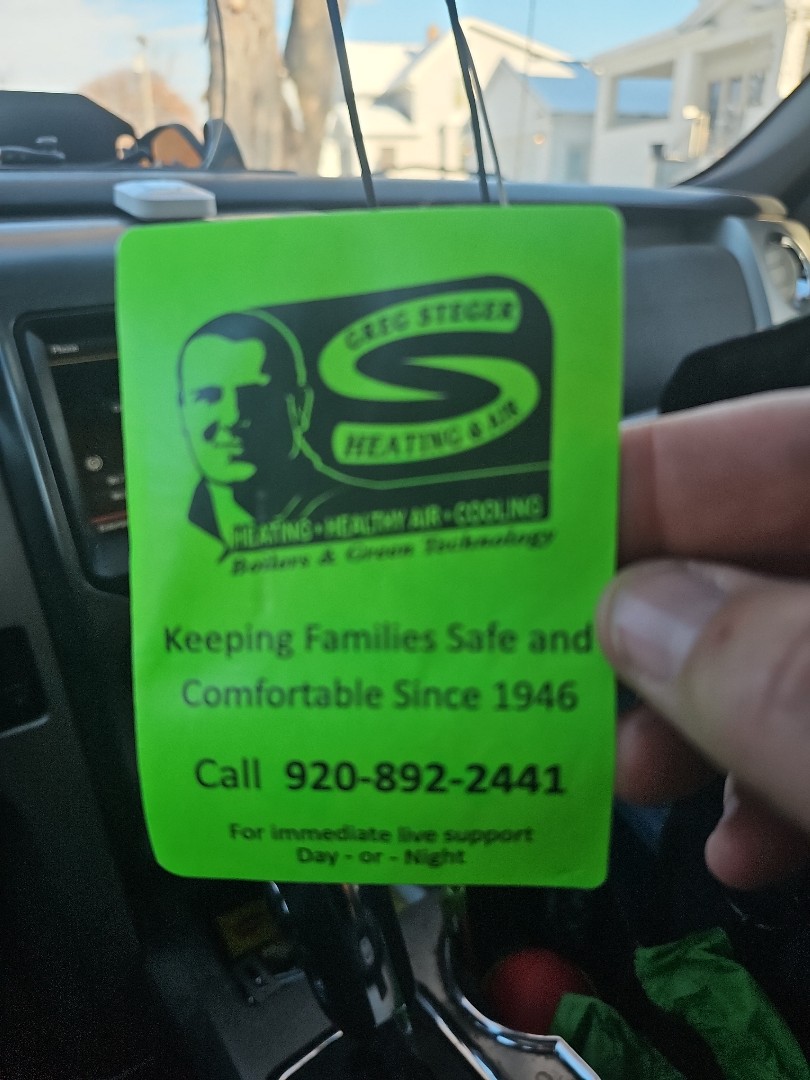 GREG STEGER
S
HEATING & AIR
HEATING • HEALTHY AIR • COOLING
Boilers & Green Technology
Keeping Families Safe and
Comfortable Since 1946
Call 920-892-2441
For immediate live support
Day - or - Night